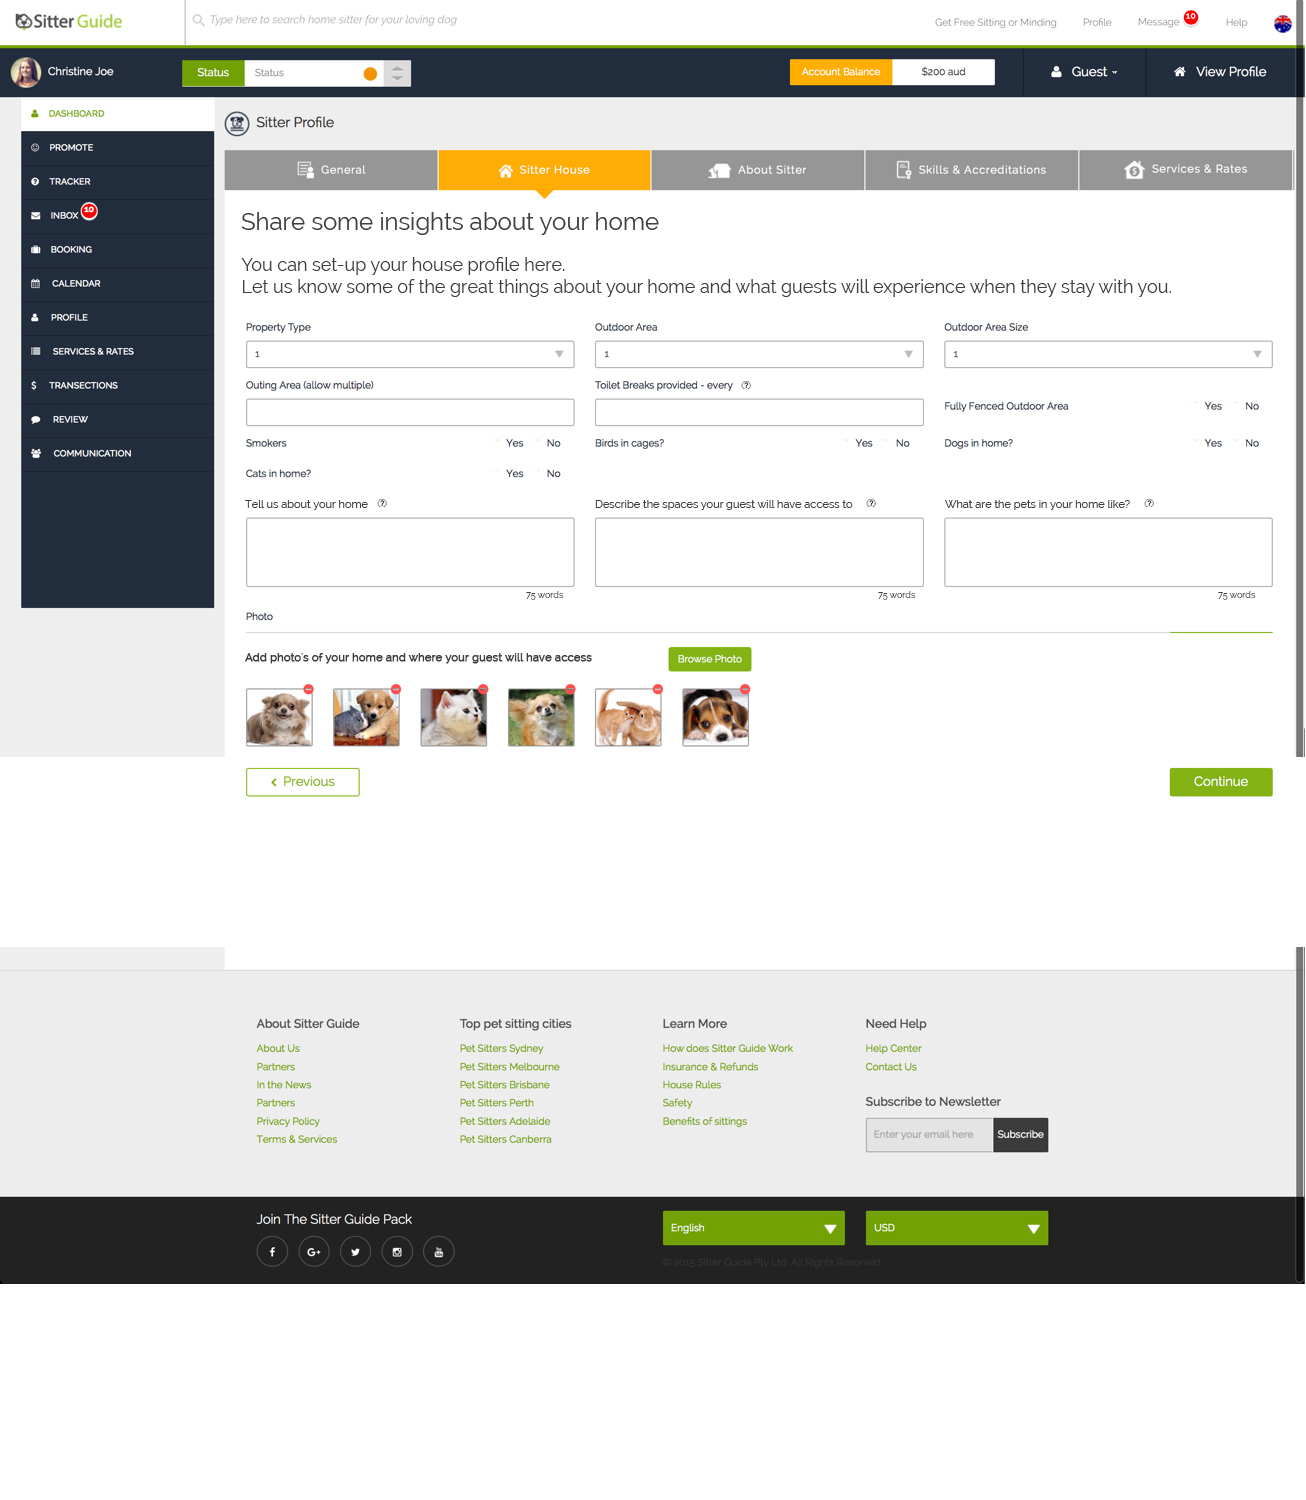 Sitter Guide
Type here to search home sitter for your loving dog
Get Free Sitting or Minding
Profile
Message 10
Help
Christine Joe
Status
Status
Account Balance
$200 aud
Guest
View Profile
DASHBOARD
PROMOTE
TRACKER
INBOX 10
BOOKING
CALENDAR
PROFILE
SERVICES & RATES
TRANSECTIONS
REVIEW
COMMUNICATION
Sitter Profile
General
Sitter House
About Sitter
Skills & Accreditations
Services & Rates
Share some insights about your home
You can set-up your house profile here.
Let us know some of the great things about your home and what guests will experience when they stay with you.
Property Type
Outdoor Area
Outdoor Area Size
1
1
1
Outing Area (allow multiple)
Toilet Breaks provided - every ?
Fully Fenced Outdoor Area Yes No
Smokers Yes No
Birds in cages? Yes No
Dogs in home? Yes No
Cats in home? Yes No
Tell us about your home ?
Describe the spaces your guest will have access to ?
What are the pets in your home like? ?
75 words
75 words
75 words
Photo
Add photo's of your home and where your guest will have access
Browse Photo
Previous
Continue
About Sitter Guide
About Us
Partners
In the News
Partners
Privacy Policy
Terms & Services
Top pet sitting cities
Pet Sitters Sydney
Pet Sitters Melbourne
Pet Sitters Brisbane
Pet Sitters Perth
Pet Sitters Adelaide
Pet Sitters Canberra
Learn More
How does Sitter Guide Work
Insurance & Refunds
House Rules
Safety
Benefits of sittings
Need Help
Help Center
Contact Us
Subscribe to Newsletter
Enter your email here
Subscribe
Join The Sitter Guide Pack
English
USD
© 2015 Sitter Guide Pty Ltd. All Rights Reserved.